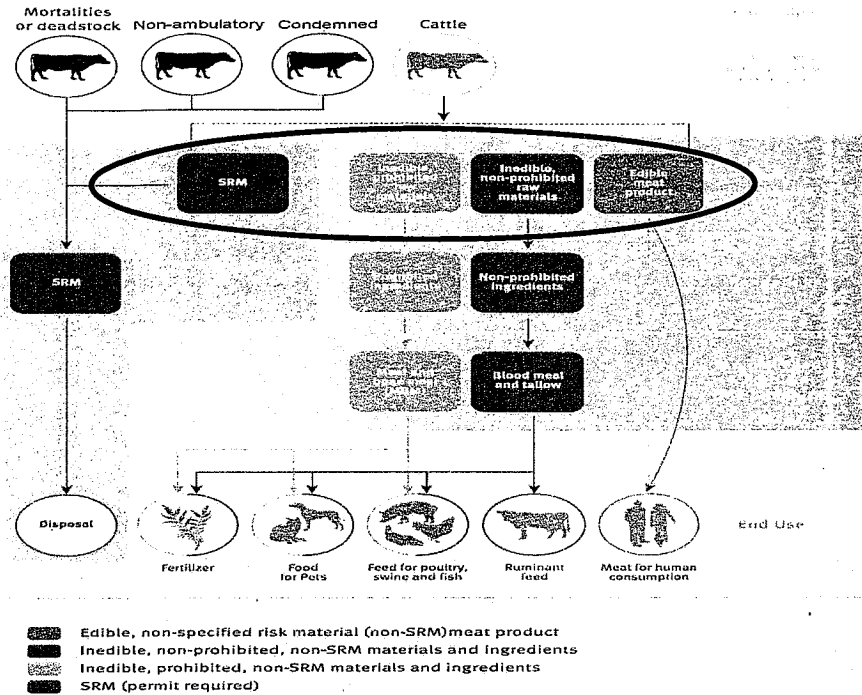 Mortalities
or deadstock
Non-ambulatory
Condemned
Cattle
SRM
prohibited
Inedible,
non-prohibited
raw
materials
Edible
meat
product
SRM
Non-prohibited
ingredients
Blood meal
and tallow
Disposal
Fertilizer
Food
for Pets
Feed for poultry,
swine and fish
Ruminant
feed
Meat for human
consumption
End Use
Edible, non-specified risk material (non-SRM) meat product
Inedible, non-prohibited, non-SRM materials and ingredients
Inedible, prohibited, non-SRM materials and ingredients
SRM (permit required)